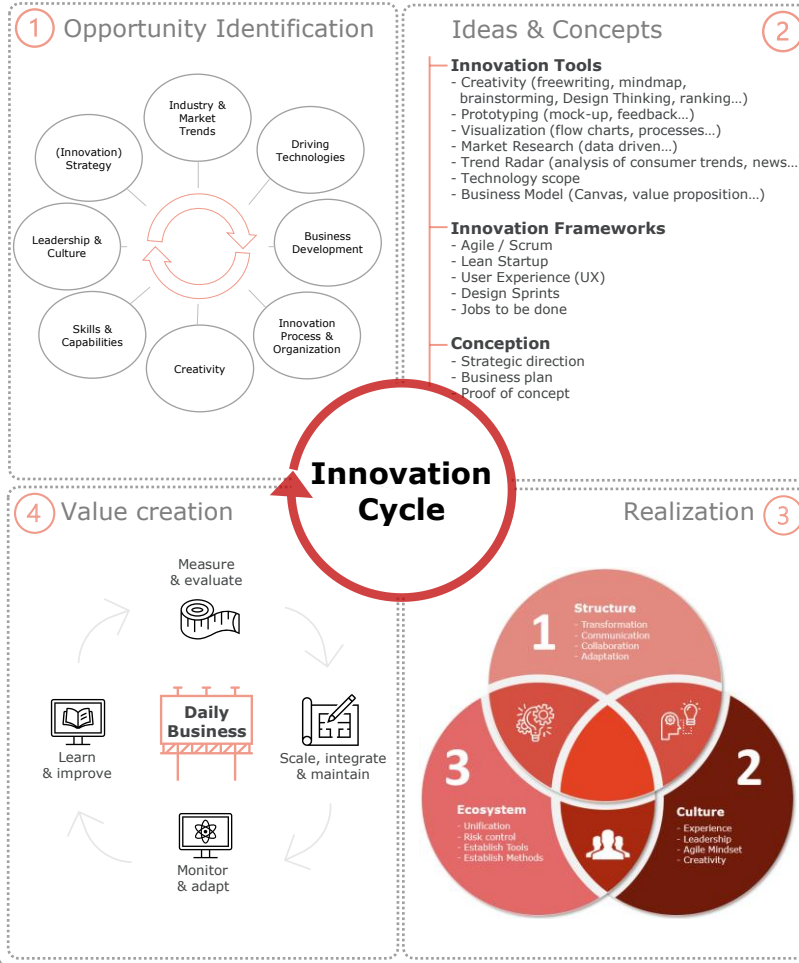 1 Opportunity Identification
Industry &
Market
Trends
Driving
Technologies
Business
Development
Innovation
Process &
Organization
Creativity
Skills &
Capabilities
Leadership &
Culture
(Innovation)
Strategy
Ideas & Concepts 2
Innovation Tools
- Creativity (freewriting, mindmap,
brainstorming, Design Thinking, ranking…)
- Prototyping (mock-up, feedback…)
- Visualization (flow charts, processes…)
- Market Research (data driven…)
- Trend Radar (analysis of consumer trends, news…
- Technology scope
- Business Model (Canvas, value proposition…)
Innovation Frameworks
- Agile / Scrum
- Lean Startup
- User Experience (UX)
- Design Sprints
- Jobs to be done
Conception
- Strategic direction
- Business plan
- Proof of concept
Innovation
Cycle
Realization 3
1
Structure
- Transformation
- Communication
- Collaboration
- Adaptation
2
Culture
- Experience
- Leadership
- Agile Mindset
- Creativity
3
Ecosystem
- Unification
- Risk control
- Establish Tools
- Establish Methods
4 Value creation
Measure
& evaluate
Scale, integrate
& maintain
Monitor
& adapt
Learn
& improve
Daily
Business